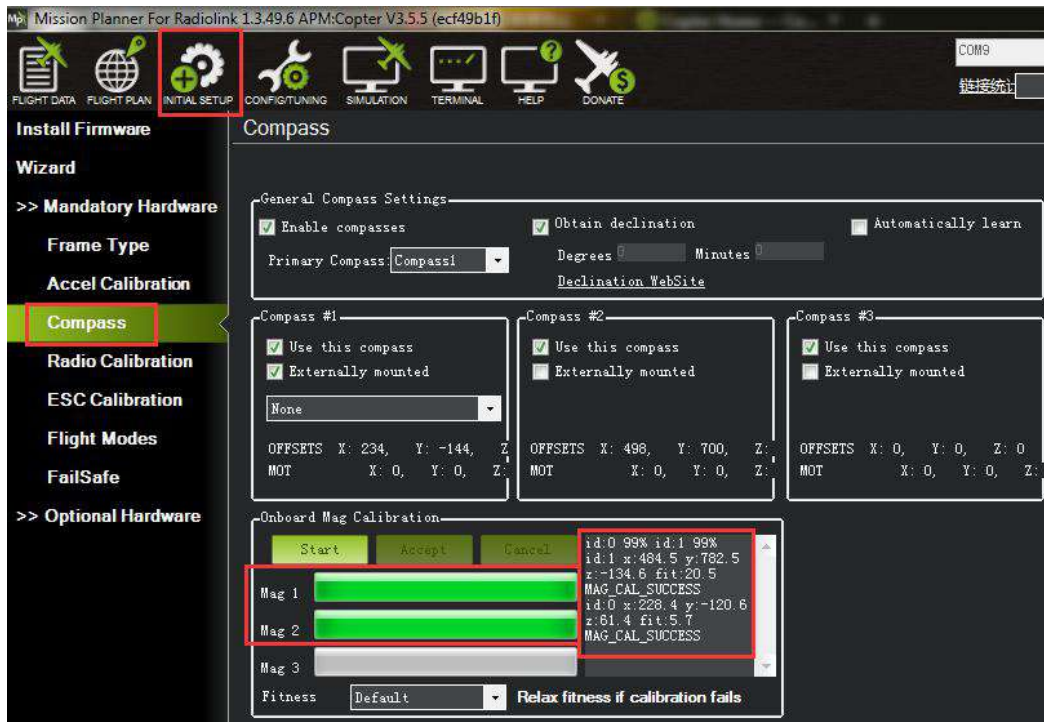 Mission Planner For Radiolink 1.3.49.6 APM:Copter V3.5.5 (ecf49b1f)
FLIGHT DATA FLIGHT PLAN INITIAL SETUP CONFIG/TUNING SIMULATION TERMINAL HELP DONATE
COM9
链接统计
Install Firmware
Wizard
>> Mandatory Hardware
Frame Type
Accel Calibration
Compass
Radio Calibration
ESC Calibration
Flight Modes
FailSafe
>> Optional Hardware
Compass
General Compass Settings
Enable compasses Obtain declination Automatically learn
Primary Compass: Compass1 Degrees 0 Minutes 0
Declination WebSite
Compass #1
Use this compass
Externally mounted
None
OFFSETS X: 234, Y: -144, Z
MOT X: 0, Y: 0, Z:
Compass #2
Use this compass
Externally mounted
OFFSETS X: 498, Y: 700, Z:
MOT X: 0, Y: 0, Z:
Compass #3
Use this compass
Externally mounted
OFFSETS X: 0, Y: 0, Z: 0
MOT X: 0, Y: 0, Z:
Onboard Mag Calibration
Start Accept Cancel
Mag 1
Mag 2
Mag 3
id:0 99% id:1 99%
id:1 x:484.5 y:782.5
z:-134.6 fit:20.5
MAG_CAL_SUCCESS
id:0 x:228.4 y:-120.6
z:61.4 fit:5.7
MAG_CAL_SUCCESS
Fitness Default Relax fitness if calibration fails